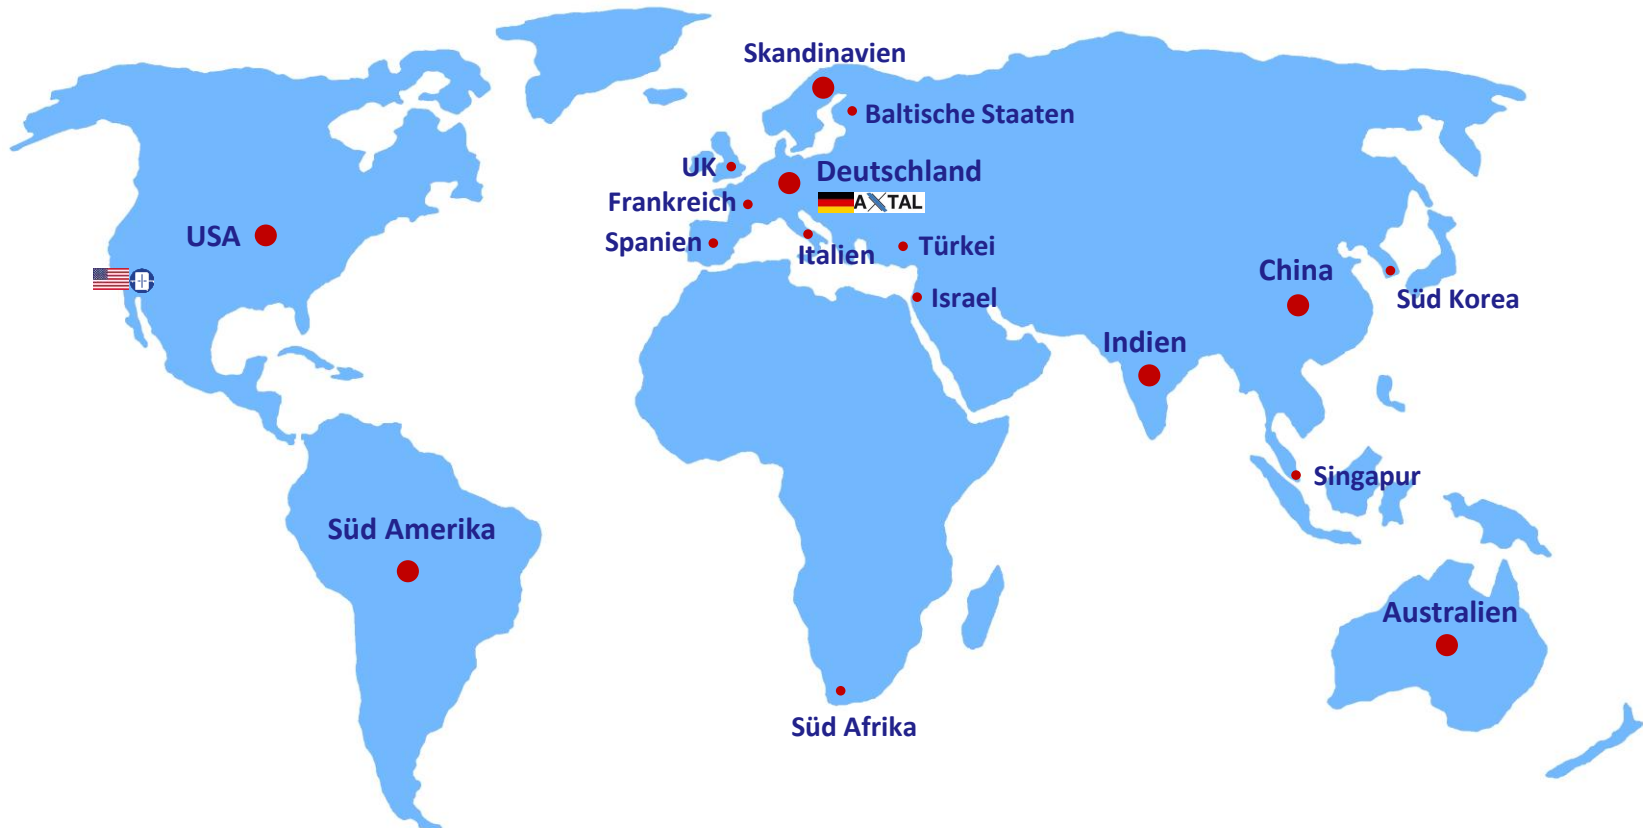 Skandinavien
Baltische Staaten
UK
Deutschland
Frankreich
AXTAL
USA
Spanien
Italien
Türkei
China
Israel
Süd Korea
Indien
Singapur
Süd Amerika
Australien
Süd Afrika